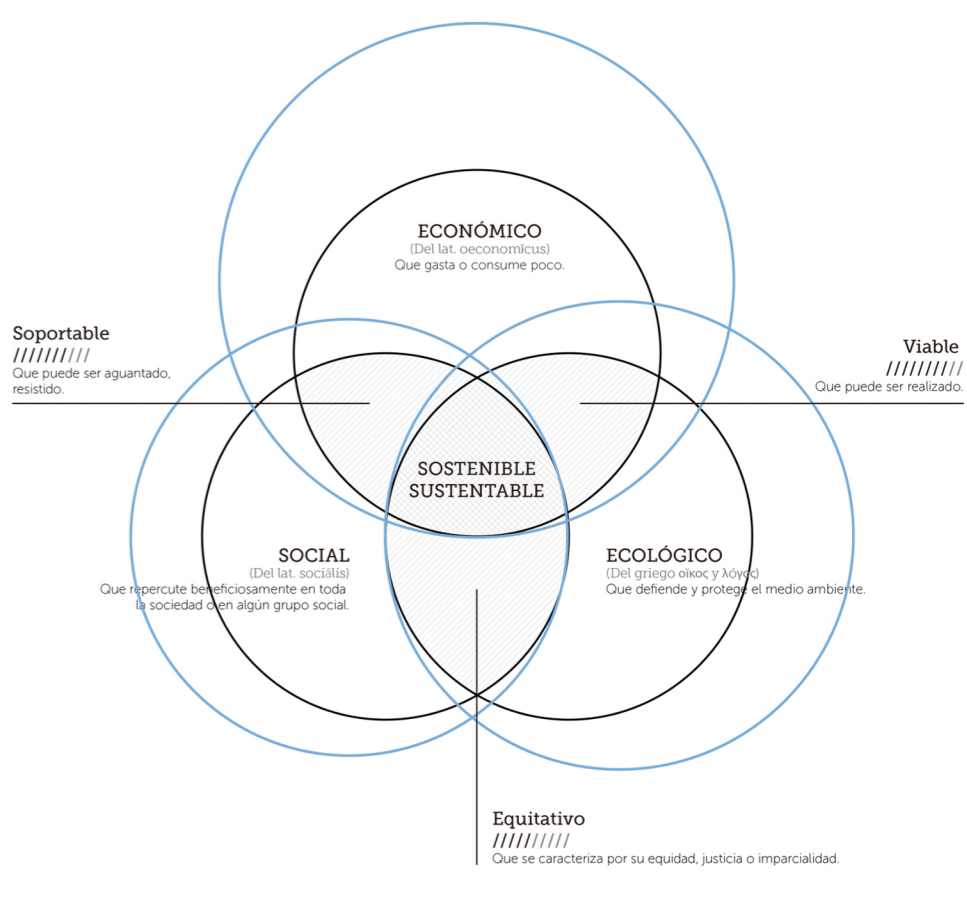 ECONÓMICO
(Del lat. oeconomĭcus)
Que gasta o consume poco.
Soportable
//////////
Que puede ser aguantado,
resistido.
Viable
//////////
Que puede ser realizado.
SOSTENIBLE
SUSTENTABLE
SOCIAL
(Del lat. sociālis)
Que repercute beneficiosamente en toda
la sociedad o en algún grupo social.
ECOLÓGICO
(Del griego οἶκος y λόγος)
Que defiende y protege el medio ambiente.
Equitativo
//////////
Que se caracteriza por su equidad, justicia o imparcialidad.